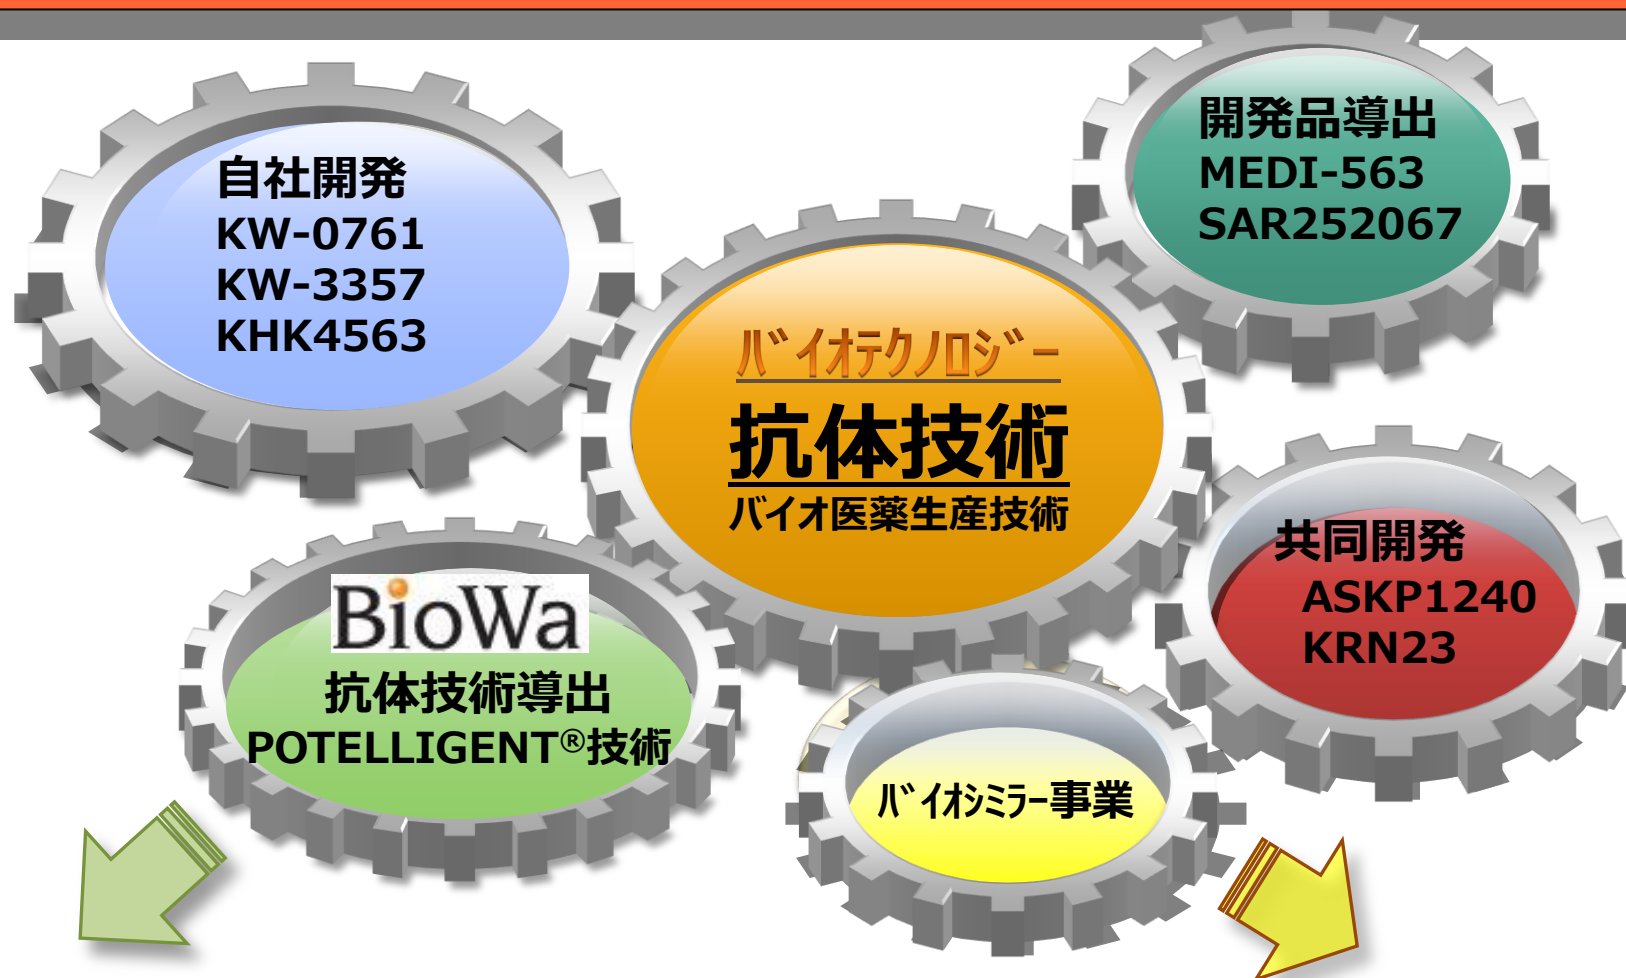 自社開発
KW-0761
KW-3357
KHK4563
開発品導出
MEDI-563
SAR252067
ﾊﾞｲｵﾃｸﾉﾛｼﾞｰ
抗体技術
バイオ医薬生産技術
共同開発
ASKP1240
KRN23
BioWa
抗体技術導出
POTELLIGENT®技術
ﾊﾞｲｵｼﾐﾗｰ事業